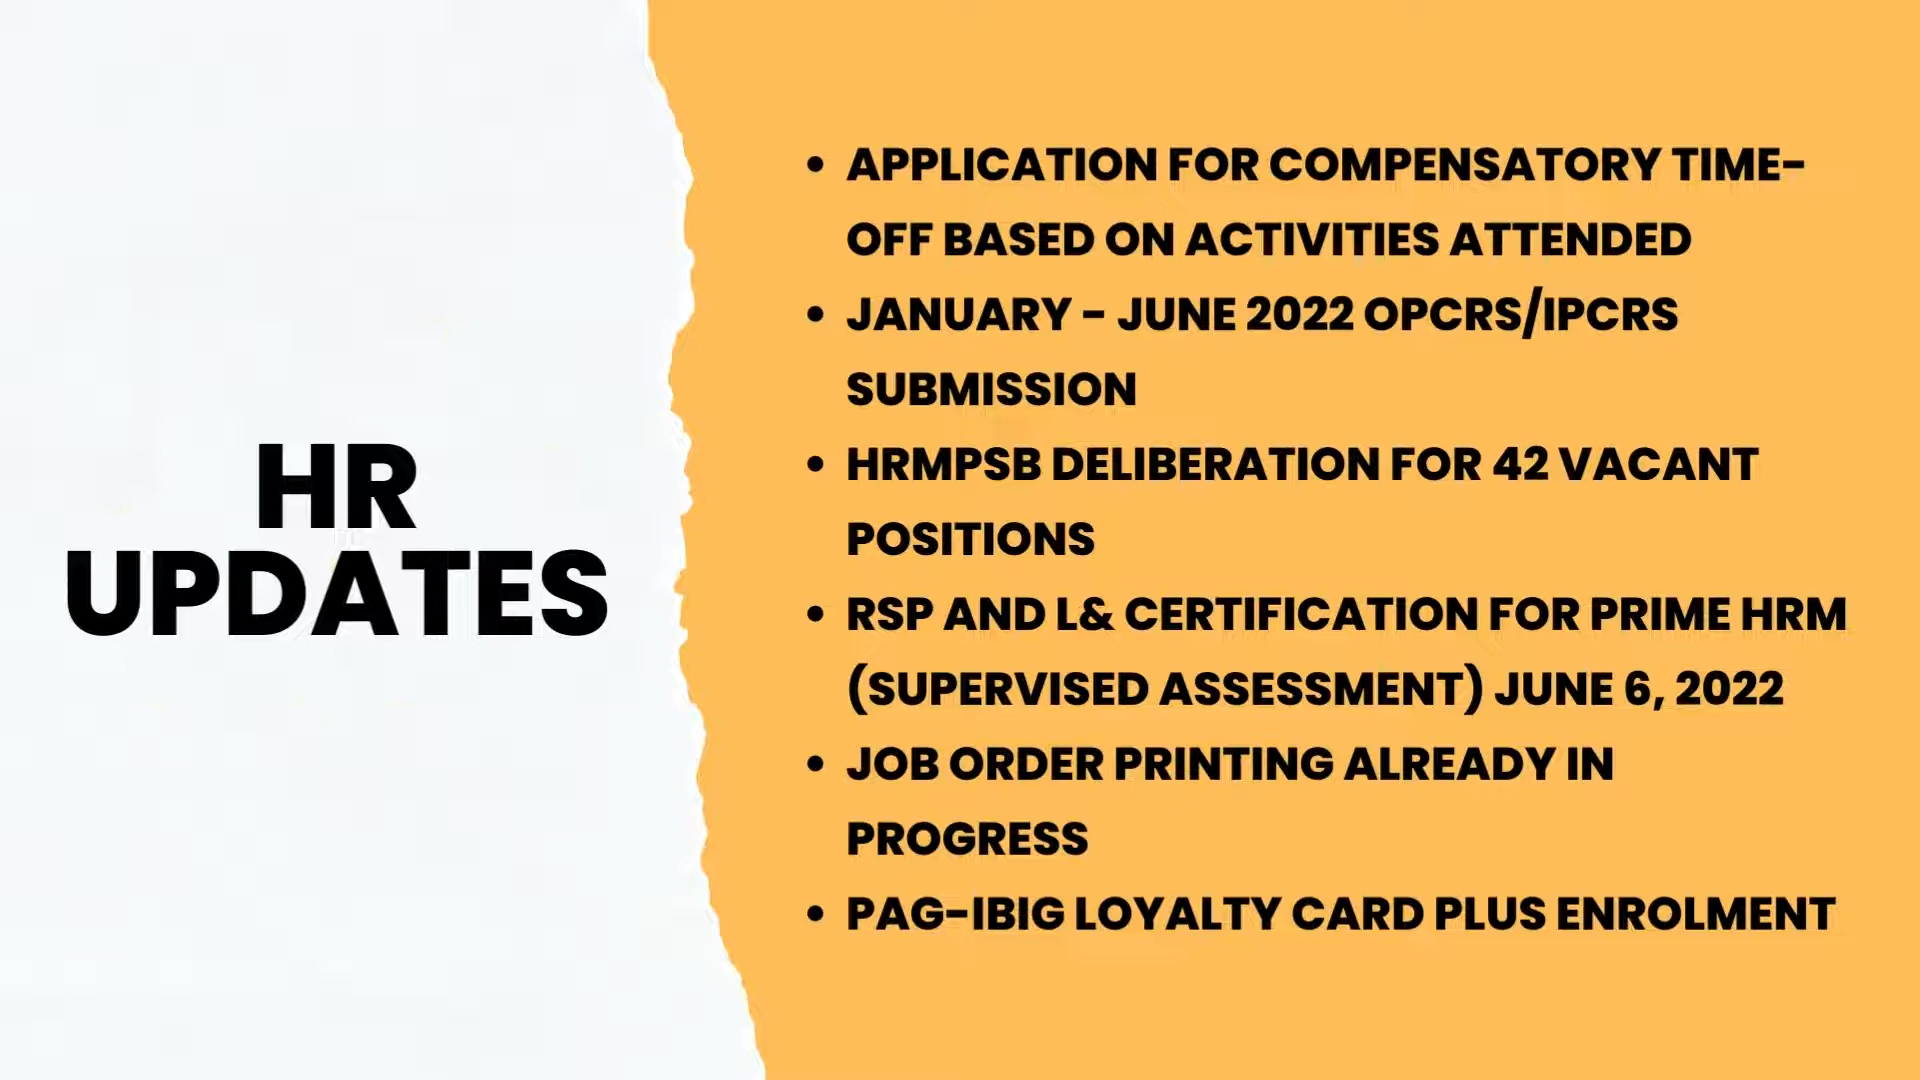 HR
UPDATES
• APPLICATION FOR COMPENSATORY TIME-
OFF BASED ON ACTIVITIES ATTENDED
• JANUARY - JUNE 2022 OPCRS/IPCRS
SUBMISSION
• HRMPSB DELIBERATION FOR 42 VACANT
POSITIONS
• RSP AND L& CERTIFICATION FOR PRIME HRM
(SUPERVISED ASSESSMENT) JUNE 6, 2022
• JOB ORDER PRINTING ALREADY IN
PROGRESS
• PAG-IBIG LOYALTY CARD PLUS ENROLMENT